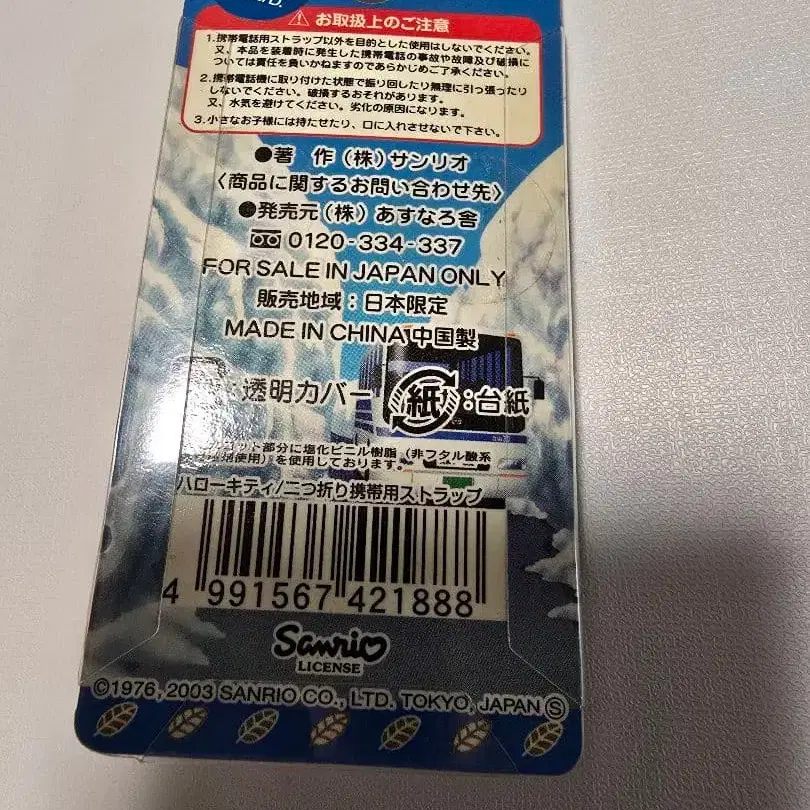 ⚠ お取扱上のご注意
1.携帯電話用ストラップ以外を目的とした使用はしないでください。
又、本品を装着時に発生した携帯電話の事故や故障及び破損に
ついては責任を負いかねますのであらかじめご了承ください。
2.携帯電話機に取り付けた状態で振り回したり無理に引っ張ったり
しないでください。破損するおそれがあります。
又、水気を避けてください。劣化の原因になります。
3.小さなお子様には持たせたり、口に入れさせないで下さい。
●著 作(株)サンリオ
〈商品に関するお問い合わせ先〉
●発売元(株)あすなろ舎
0120-334-337
FOR SALE IN JAPAN ONLY
販売地域:日本限定
MADE IN CHINA 中国製
:透明カバー 紙:台紙
ット部分に塩化ビニル樹脂(非フタル酸系
使用)を使用しております。
ハローキティ/二つ折り携帯用ストラップ
4 991567 421888
Sanrio
LICENSE
©1976, 2003 SANRIO CO., LTD. TOKYO, JAPAN Ⓢ